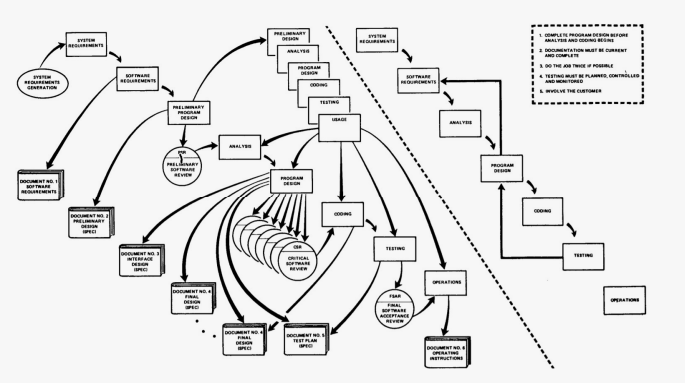 SYSTEM
REQUIREMENTS
GENERATION
SYSTEM
REQUIREMENTS
SOFTWARE
REQUIREMENTS
PRELIMINARY
PROGRAM
DESIGN
PRELIMINARY
DESIGN
ANALYSIS
PROGRAM
DESIGN
CODING
TESTING
USAGE
PSR
PRELIMINARY
SOFTWARE
REVIEW
ANALYSIS
PROGRAM
DESIGN
CSR
CRITICAL
SOFTWARE
REVIEW
CODING
TESTING
FSAR
FINAL
SOFTWARE
ACCEPTANCE
REVIEW
OPERATIONS
DOCUMENT NO. 1
SOFTWARE
REQUIREMENTS
DOCUMENT NO. 2
PRELIMINARY
DESIGN
(SPEC)
DOCUMENT NO. 3
INTERFACE
DESIGN
(SPEC)
DOCUMENT NO. 4
FINAL
DESIGN
(SPEC)
DOCUMENT NO. 4
FINAL
DESIGN
(SPEC)
DOCUMENT NO. 5
TEST PLAN
(SPEC)
DOCUMENT NO. 6
OPERATING
INSTRUCTIONS
SYSTEM
REQUIREMENTS
SOFTWARE
REQUIREMENTS
ANALYSIS
PROGRAM
DESIGN
CODING
TESTING
OPERATIONS
1. COMPLETE PROGRAM DESIGN BEFORE
ANALYSIS AND CODING BEGINS
2. DOCUMENTATION MUST BE CURRENT
AND COMPLETE
3. DO THE JOB TWICE IF POSSIBLE
4. TESTING MUST BE PLANNED, CONTROLLED
AND MONITORED
5. INVOLVE THE CUSTOMER